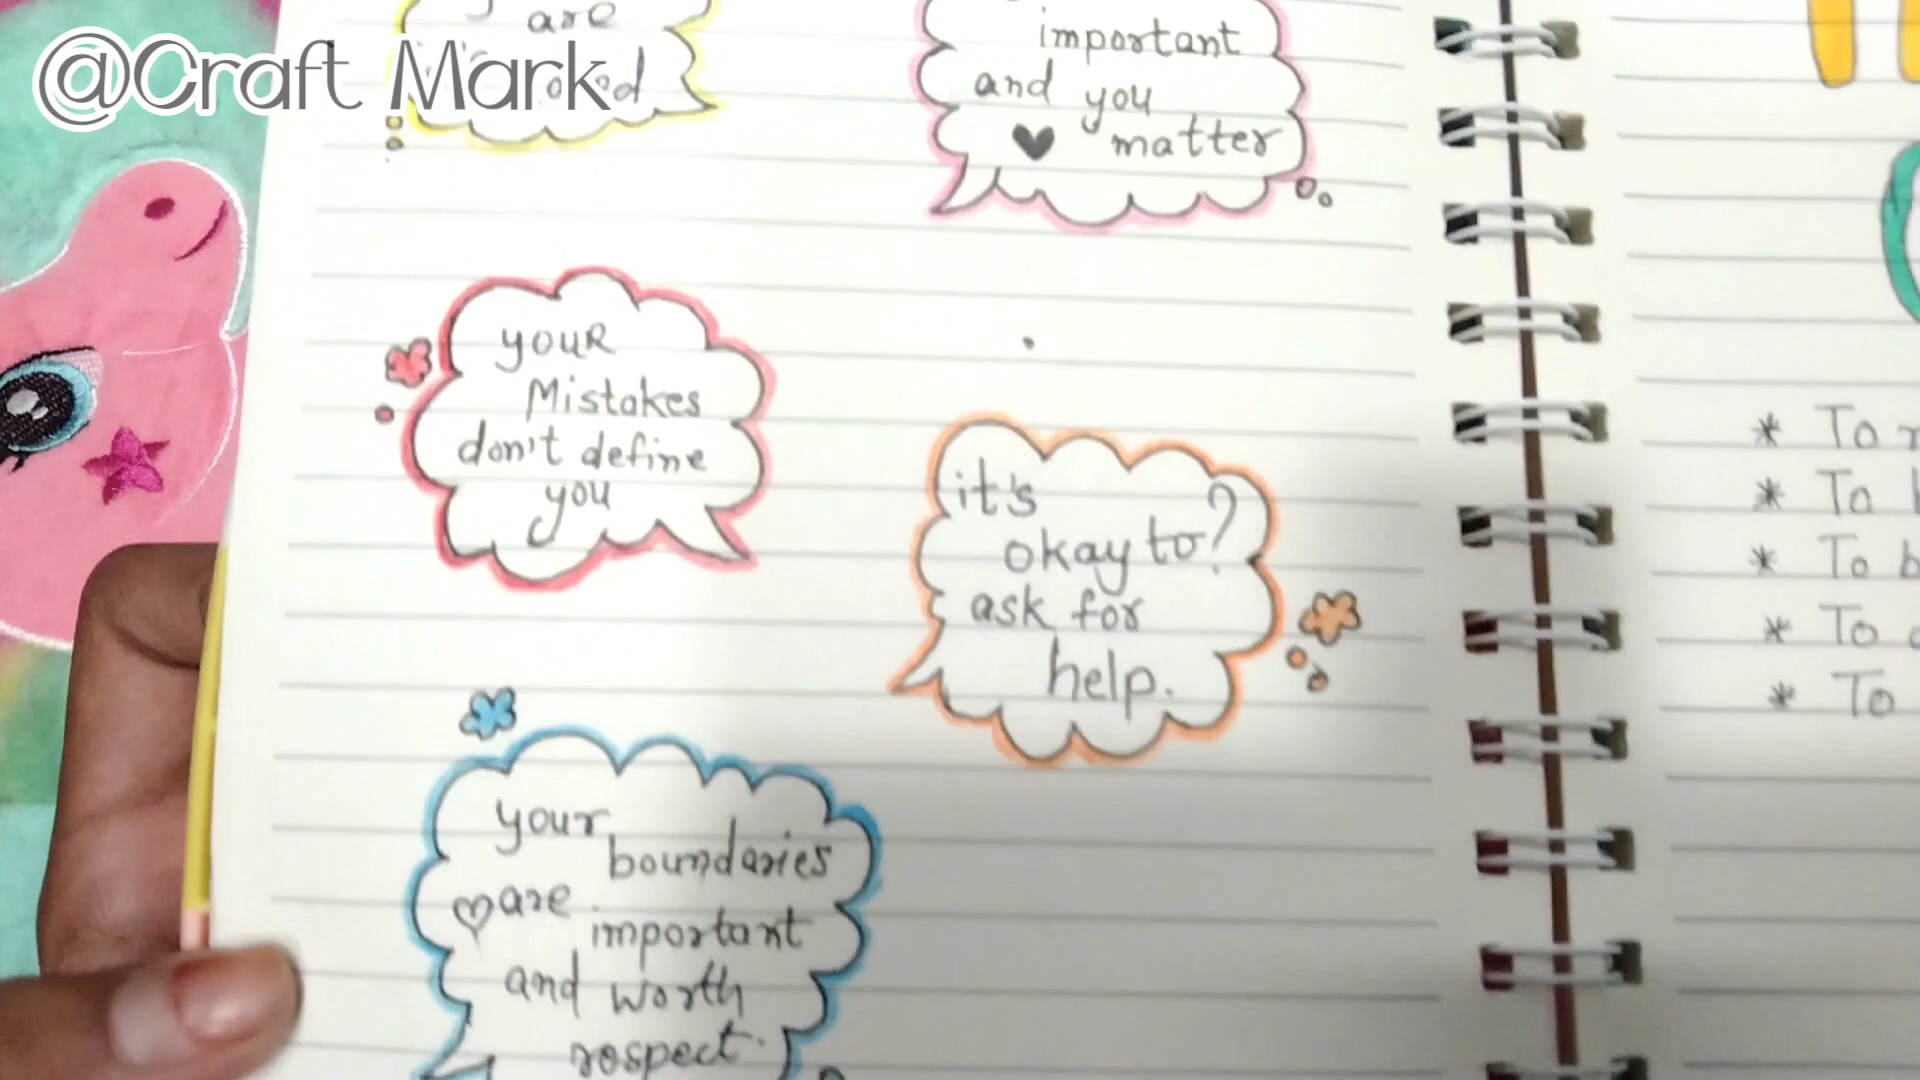 @Craft Mark
are
important
and you
matter
your
Mistakes
don't define
you
it's
okay to?
ask for
help.
your
boundaries
are
important
and worth
respect.
* To
* To
* To b
* To
* To